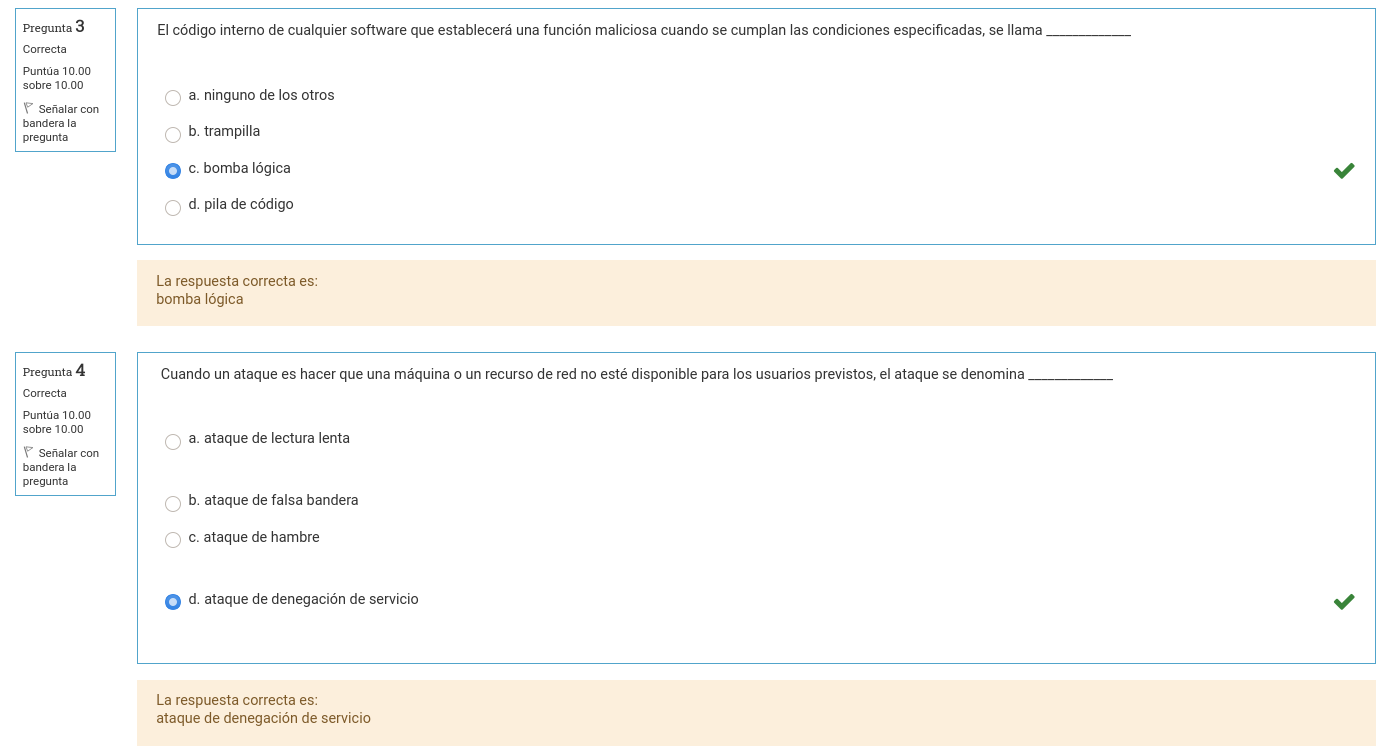 Pregunta 3
Correcta
Puntúa 10.00
sobre 10.00
Señalar con
bandera la
pregunta
El código interno de cualquier software que establecerá una función maliciosa cuando se cumplan las condiciones especificadas, se llama _____________
a. ninguno de los otros
b. trampilla
c. bomba lógica
d. pila de código
La respuesta correcta es:
bomba lógica
Pregunta 4
Correcta
Puntúa 10.00
sobre 10.00
Señalar con
bandera la
pregunta
Cuando un ataque es hacer que una máquina o un recurso de red no esté disponible para los usuarios previstos, el ataque se denomina _____________
a. ataque de lectura lenta
b. ataque de falsa bandera
c. ataque de hambre
d. ataque de denegación de servicio
La respuesta correcta es:
ataque de denegación de servicio